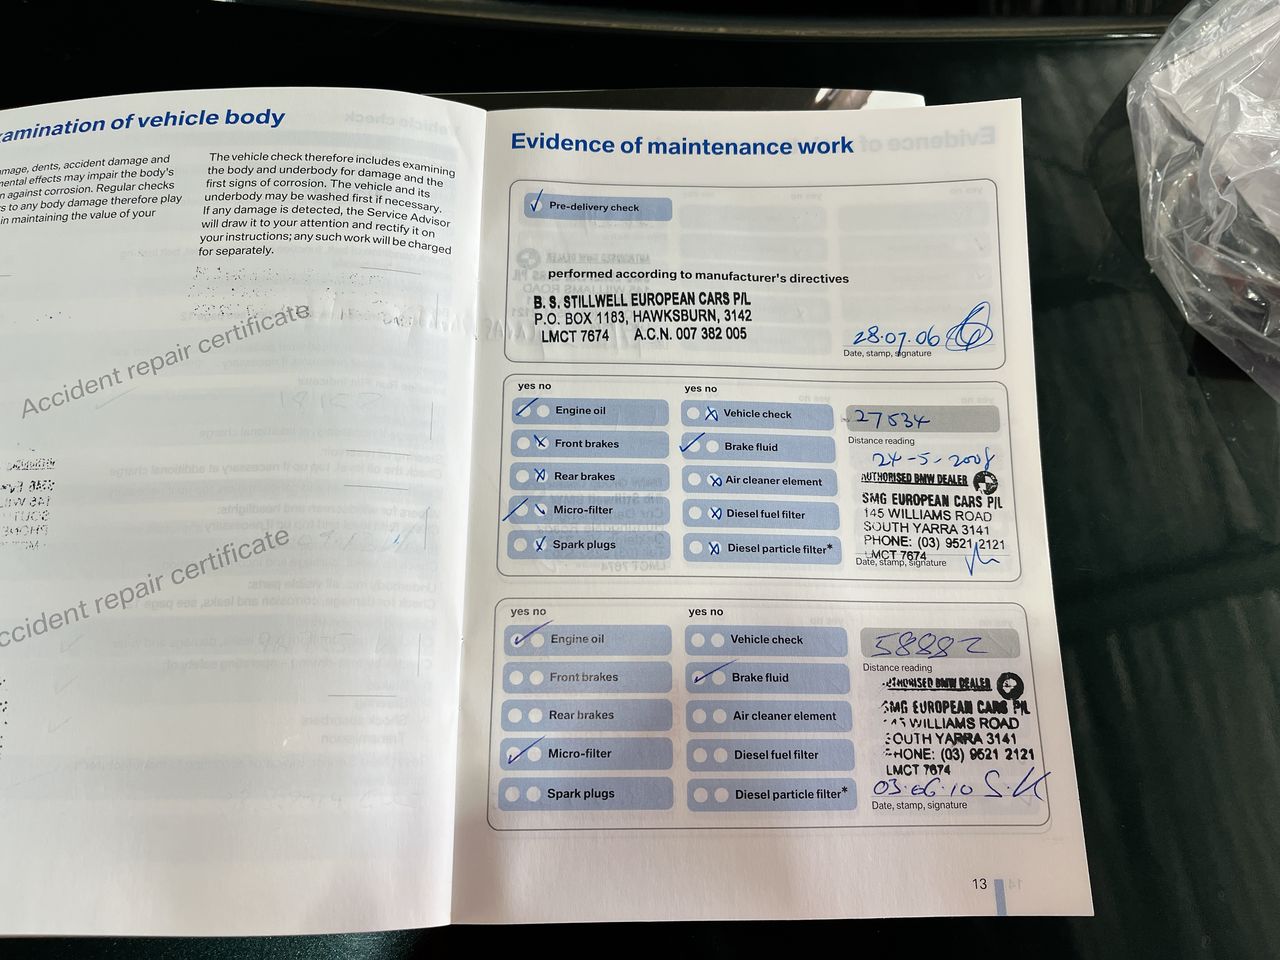 amination of vehicle body
mage, dents, accident damage and
mental effects may impair the body's
n against corrosion. Regular checks
s to any body damage therefore play
in maintaining the value of your
The vehicle check therefore includes examining
the body and underbody for damage and the
first signs of corrosion. The vehicle and its
underbody may be washed first if necessary.
If any damage is detected, the Service Advisor
will draw it to your attention and rectify it on
your instructions; any such work will be charged
for separately.
Accident repair certificate
ccident repair certificate
Evidence of maintenance work
Pre-delivery check
performed according to manufacturer's directives
B. S. STILLWELL EUROPEAN CARS P/L
P.O. BOX 1183, HAWKSBURN, 3142
LMCT 7674 A.C.N. 007 382 005
28.07.06
Date, stamp, signature
yes no
Engine oil
Front brakes
Rear brakes
Micro-filter
Spark plugs
yes no
Vehicle check
Brake fluid
Air cleaner element
Diesel fuel filter
Diesel particle filter*
27534
Distance reading
24-5-2008
AUTHORISED BMW DEALER
SMG EUROPEAN CARS P/L
145 WILLIAMS ROAD
SOUTH YARRA 3141
PHONE: (03) 9521 2121
LMCT 7674
Date, stamp, signature
yes no
Engine oil
Front brakes
Rear brakes
Micro-filter
Spark plugs
yes no
Vehicle check
Brake fluid
Air cleaner element
Diesel fuel filter
Diesel particle filter*
58882
Distance reading
AUTHORISED BMW DEALER
SMG EUROPEAN CARS P/L
145 WILLIAMS ROAD
SOUTH YARRA 3141
PHONE: (03) 9521 2121
LMCT 7674
03.06.10 S.K
Date, stamp, signature
13